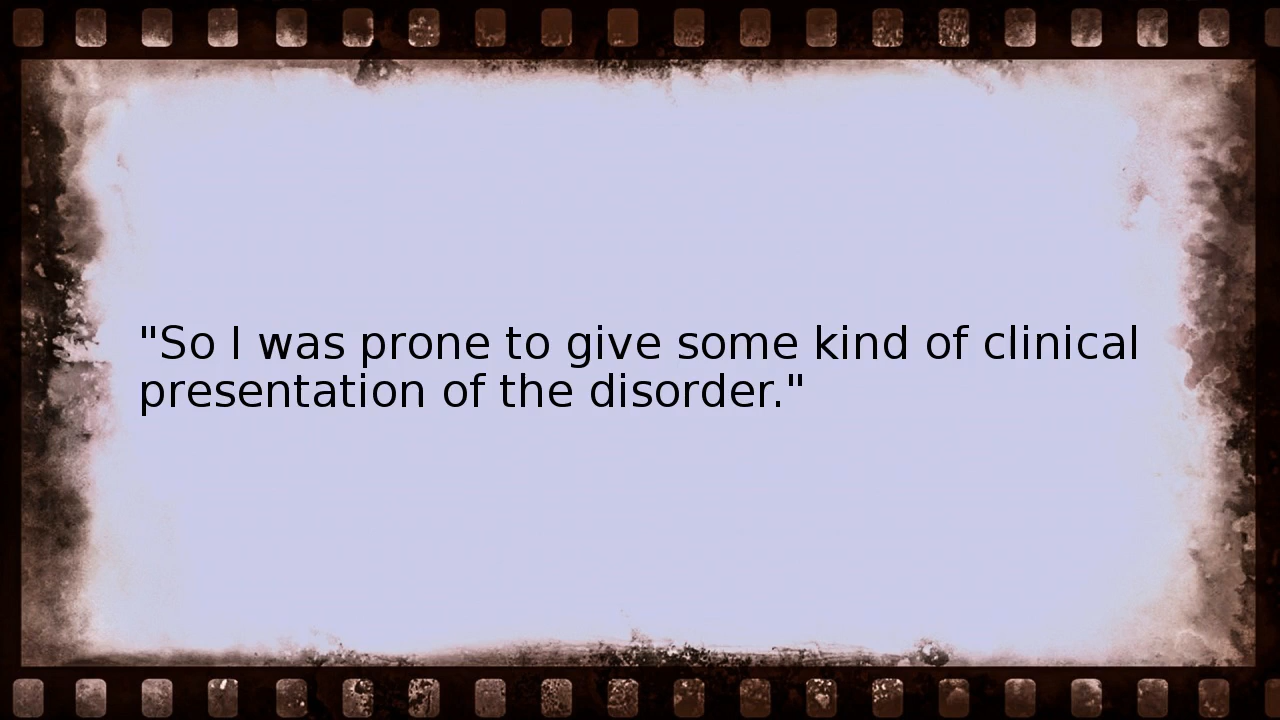 "So I was prone to give some kind of clinical
presentation of the disorder."